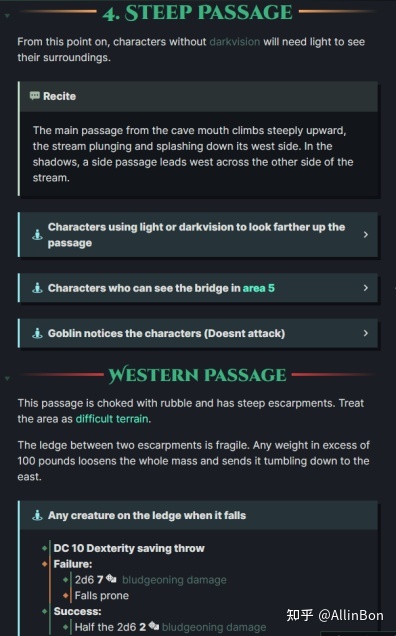 4. STEEP PASSAGE
From this point on, characters without darkvision will need light to see
their surroundings.
Recite
The main passage from the cave mouth climbs steeply upward,
the stream plunging and splashing down its west side. In the
shadows, a side passage leads west across the other side of the
stream.
Characters using light or darkvision to look farther up the
passage
Characters who can see the bridge in area 5
Goblin notices the characters (Doesnt attack)
WESTERN PASSAGE
This passage is choked with rubble and has steep escarpments. Treat
the area as difficult terrain.
The ledge between two escarpments is fragile. Any weight in excess of
100 pounds loosens the whole mass and sends it tumbling down to the
east.
Any creature on the ledge when it falls
DC 10 Dexterity saving throw
Failure:
2d6 7 bludgeoning damage
Falls prone
Success:
Half the 2d6 2 bludgeoning damage
知乎 @AllinBon